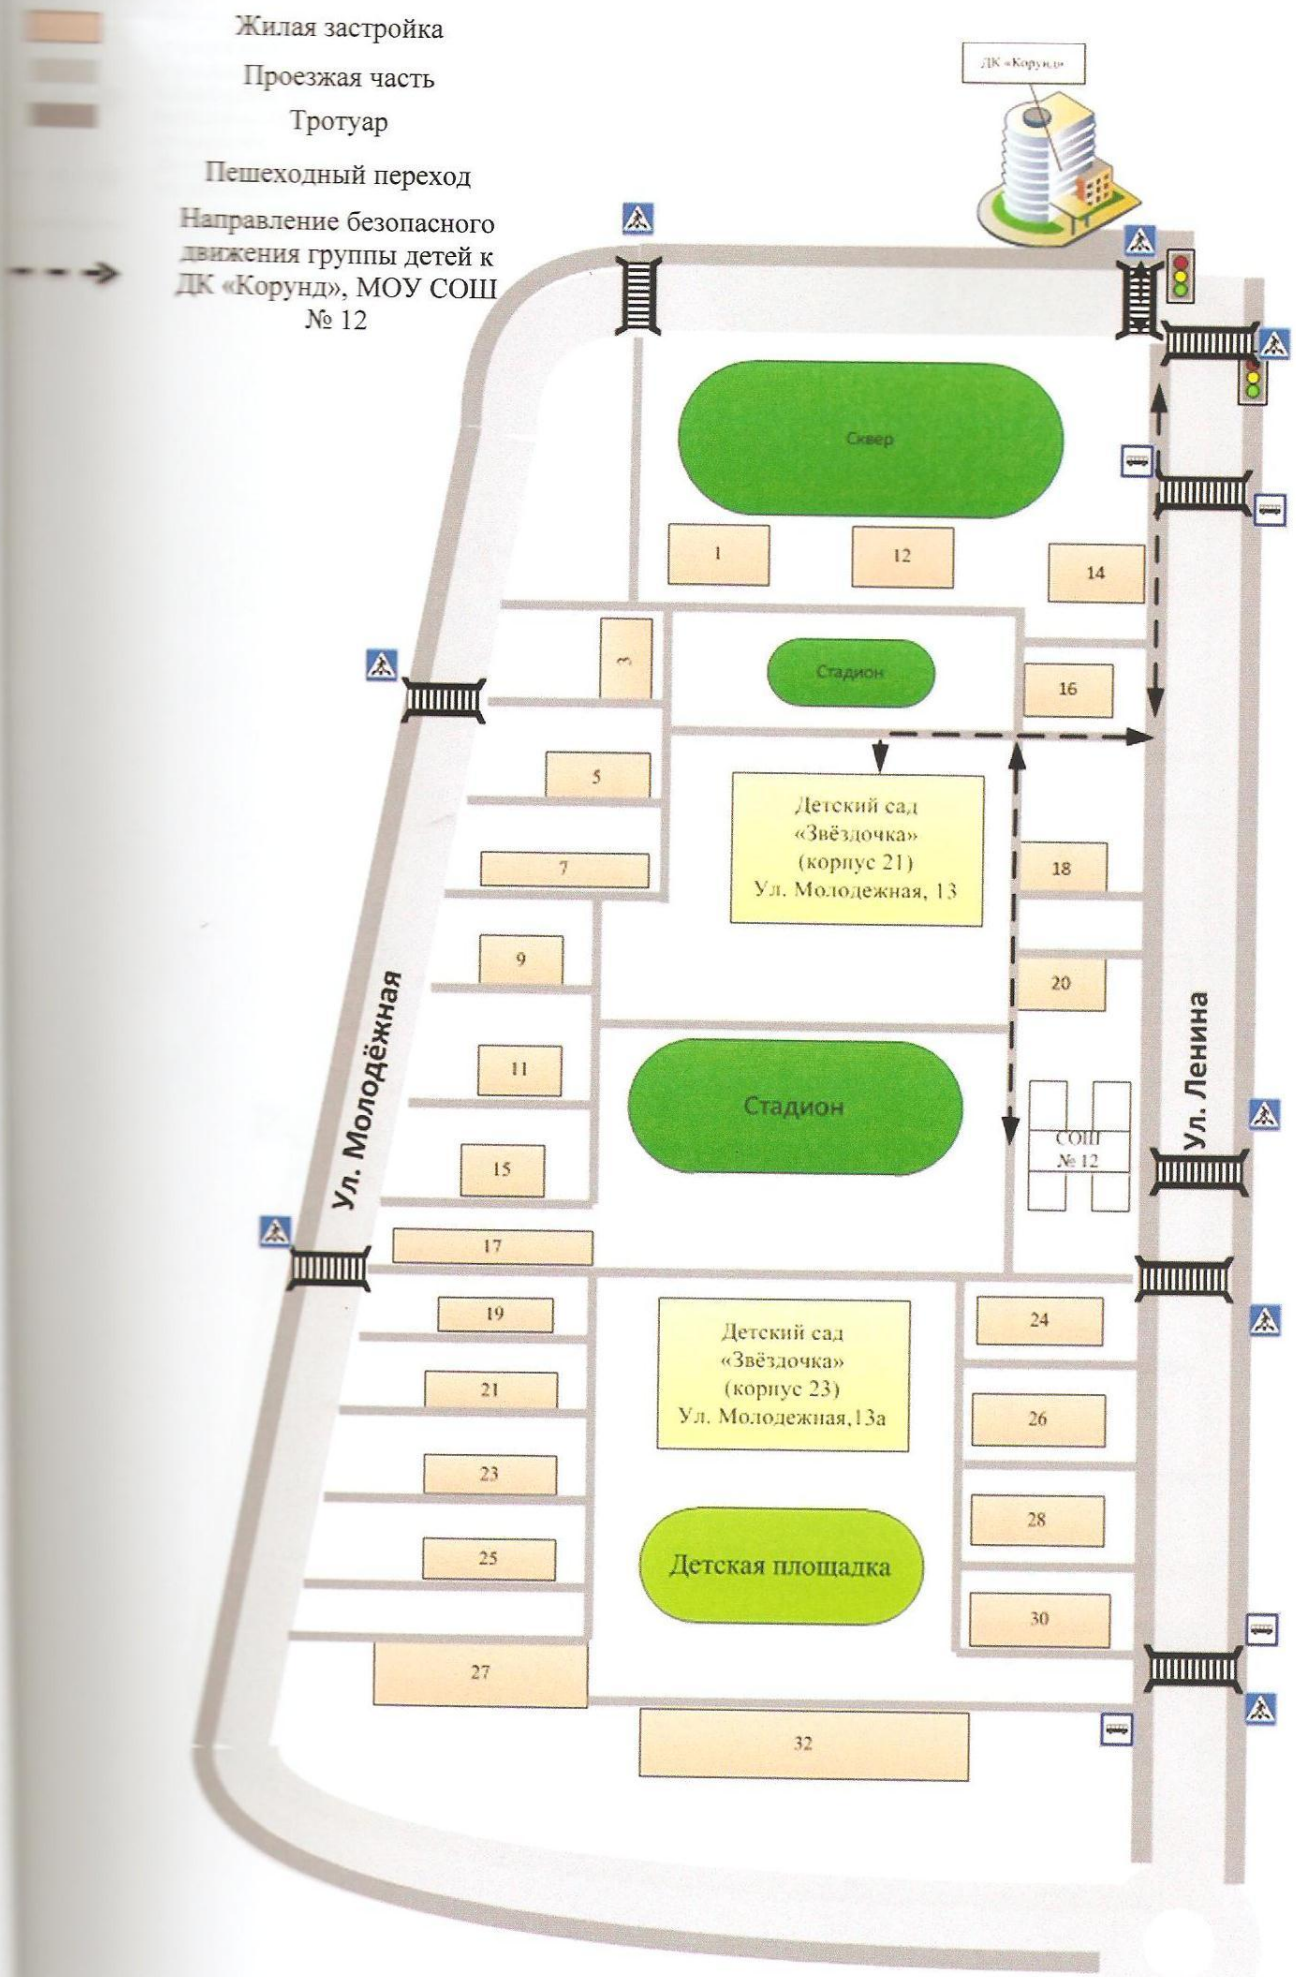 Жилая застройка
Проезжая часть
Тротуар
Пешеходный переход
Направление безопасного
движения группы детей к
ДК «Корунд», МОУ СОШ
№ 12
ДК «Корунд»
Сквер
1
12
14
3
Стадион
16
5
Детский сад
«Звёздочка»
(корпус 21)
Ул. Молодежная, 13
7
18
9
20
Ул. Молодёжная
Ул. Ленина
11
Стадион
СОШ
№ 12
15
17
19
Детский сад
«Звёздочка»
(корпус 23)
Ул. Молодежная,13а
24
21
26
23
28
25
Детская площадка
30
27
32